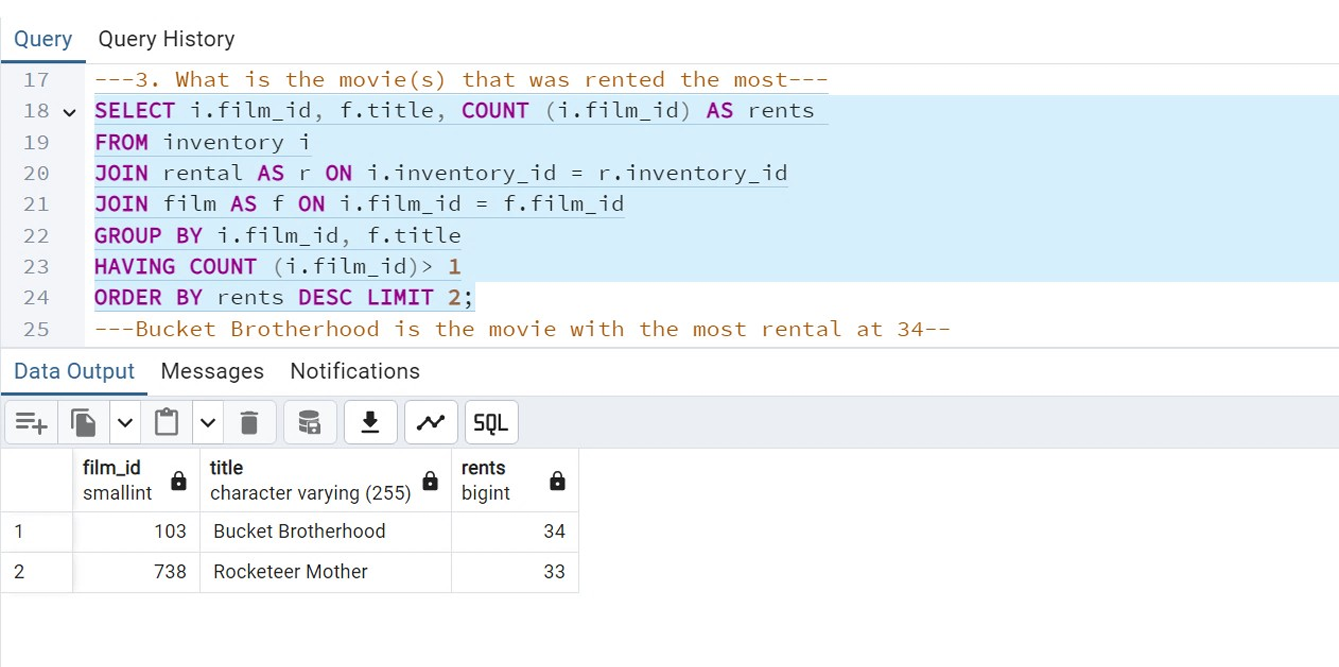 Query Query History
17 ---3. What is the movie(s) that was rented the most---
18 SELECT i.film_id, f.title, COUNT (i.film_id) AS rents
19 FROM inventory i
20 JOIN rental AS r ON i.inventory_id = r.inventory_id
21 JOIN film AS f ON i.film_id = f.film_id
22 GROUP BY i.film_id, f.title
23 HAVING COUNT (i.film_id)> 1
24 ORDER BY rents DESC LIMIT 2;
25 ---Bucket Brotherhood is the movie with the most rental at 34--
Data Output Messages Notifications
SQL
film_id title rents
smallint character varying (255) bigint
1 103 Bucket Brotherhood 34
2 738 Rocketeer Mother 33